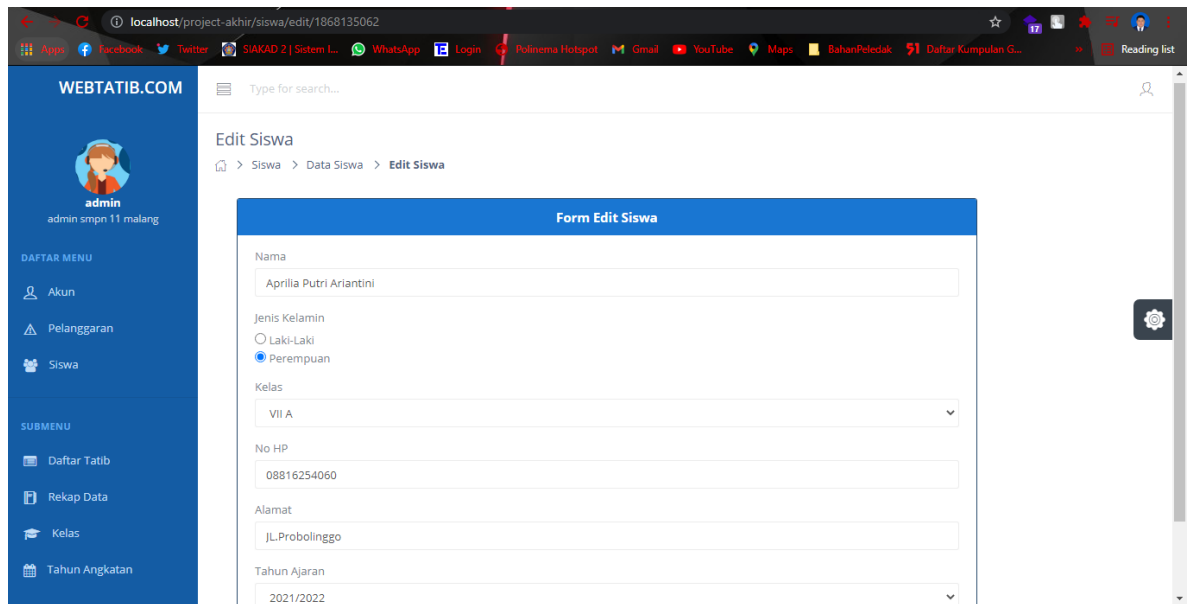 localhost/project-akhir/siswa/edit/1868135062
17
Apps Facebook Twitter SIAKAD 2 | Sistem I... WhatsApp Login Polinema Hotspot Gmail YouTube Maps BahanPeledak 51 Daftar Kumpulan G... » Reading list
WEBTATIB.COM
Type for search...
Edit Siswa
> Siswa > Data Siswa > Edit Siswa
admin
admin smpn 11 malang
DAFTAR MENU
Akun
Pelanggaran
Siswa
SUBMENU
Daftar Tatib
Rekap Data
Kelas
Tahun Angkatan
Form Edit Siswa
Nama
Aprilia Putri Ariantini
Jenis Kelamin
Laki-Laki
Perempuan
Kelas
VII A
No HP
08816254060
Alamat
JL.Probolinggo
Tahun Ajaran
2021/2022